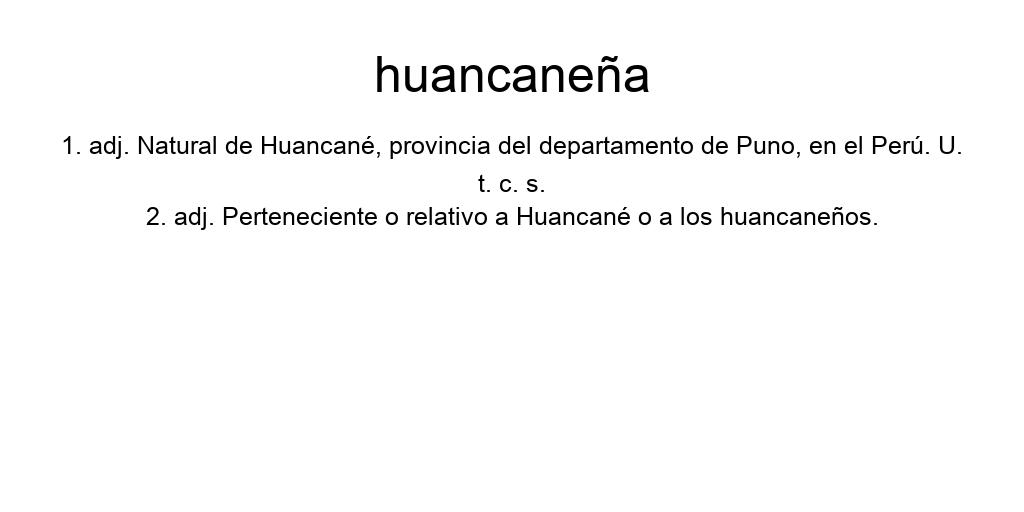 huancaneña
1. adj. Natural de Huancané, provincia del departamento de Puno, en el Perú. U.
t. c. s.
2. adj. Perteneciente o relativo a Huancané o a los huancaneños.